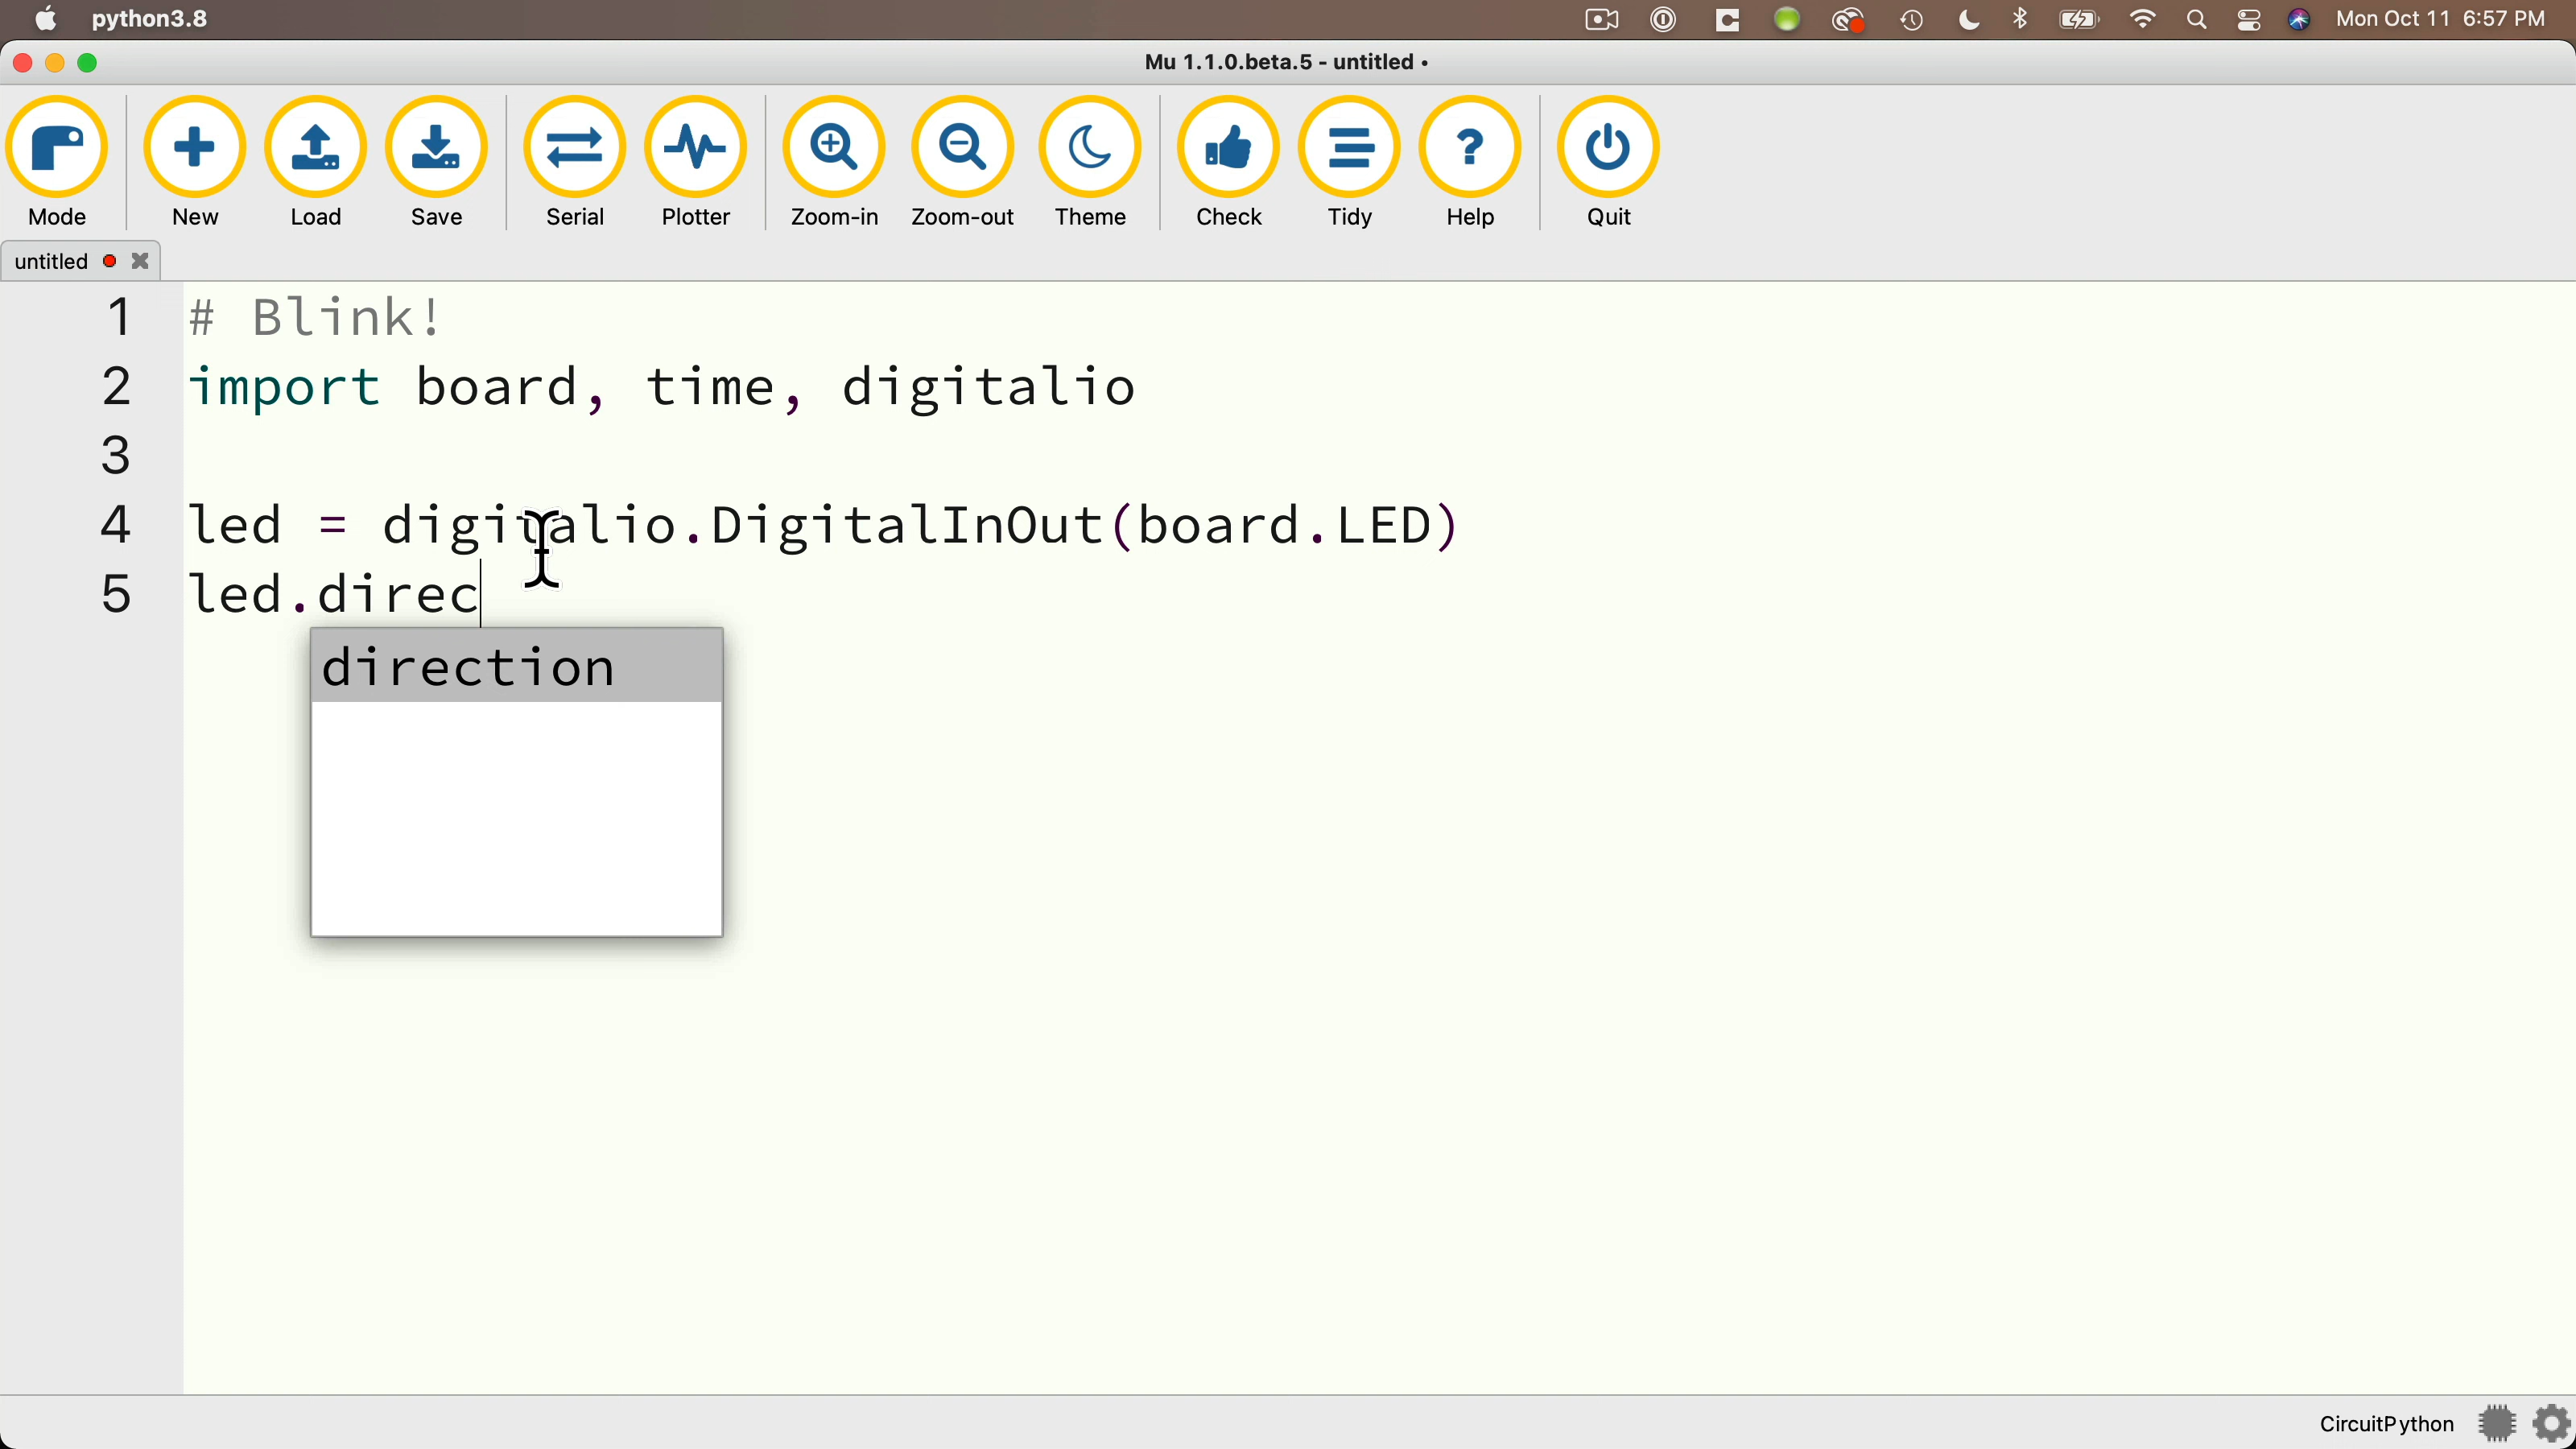 python3.8
Mon Oct 11 6:57 PM
Mu 1.1.0.beta.5 - untitled •
Mode New Load Save Serial Plotter Zoom-in Zoom-out Theme Check Tidy Help Quit
untitled
1 # Blink!
2 import board, time, digitalio
3
4 led = digitalio.DigitalInOut(board.LED)
5 led.direc
direction
CircuitPython